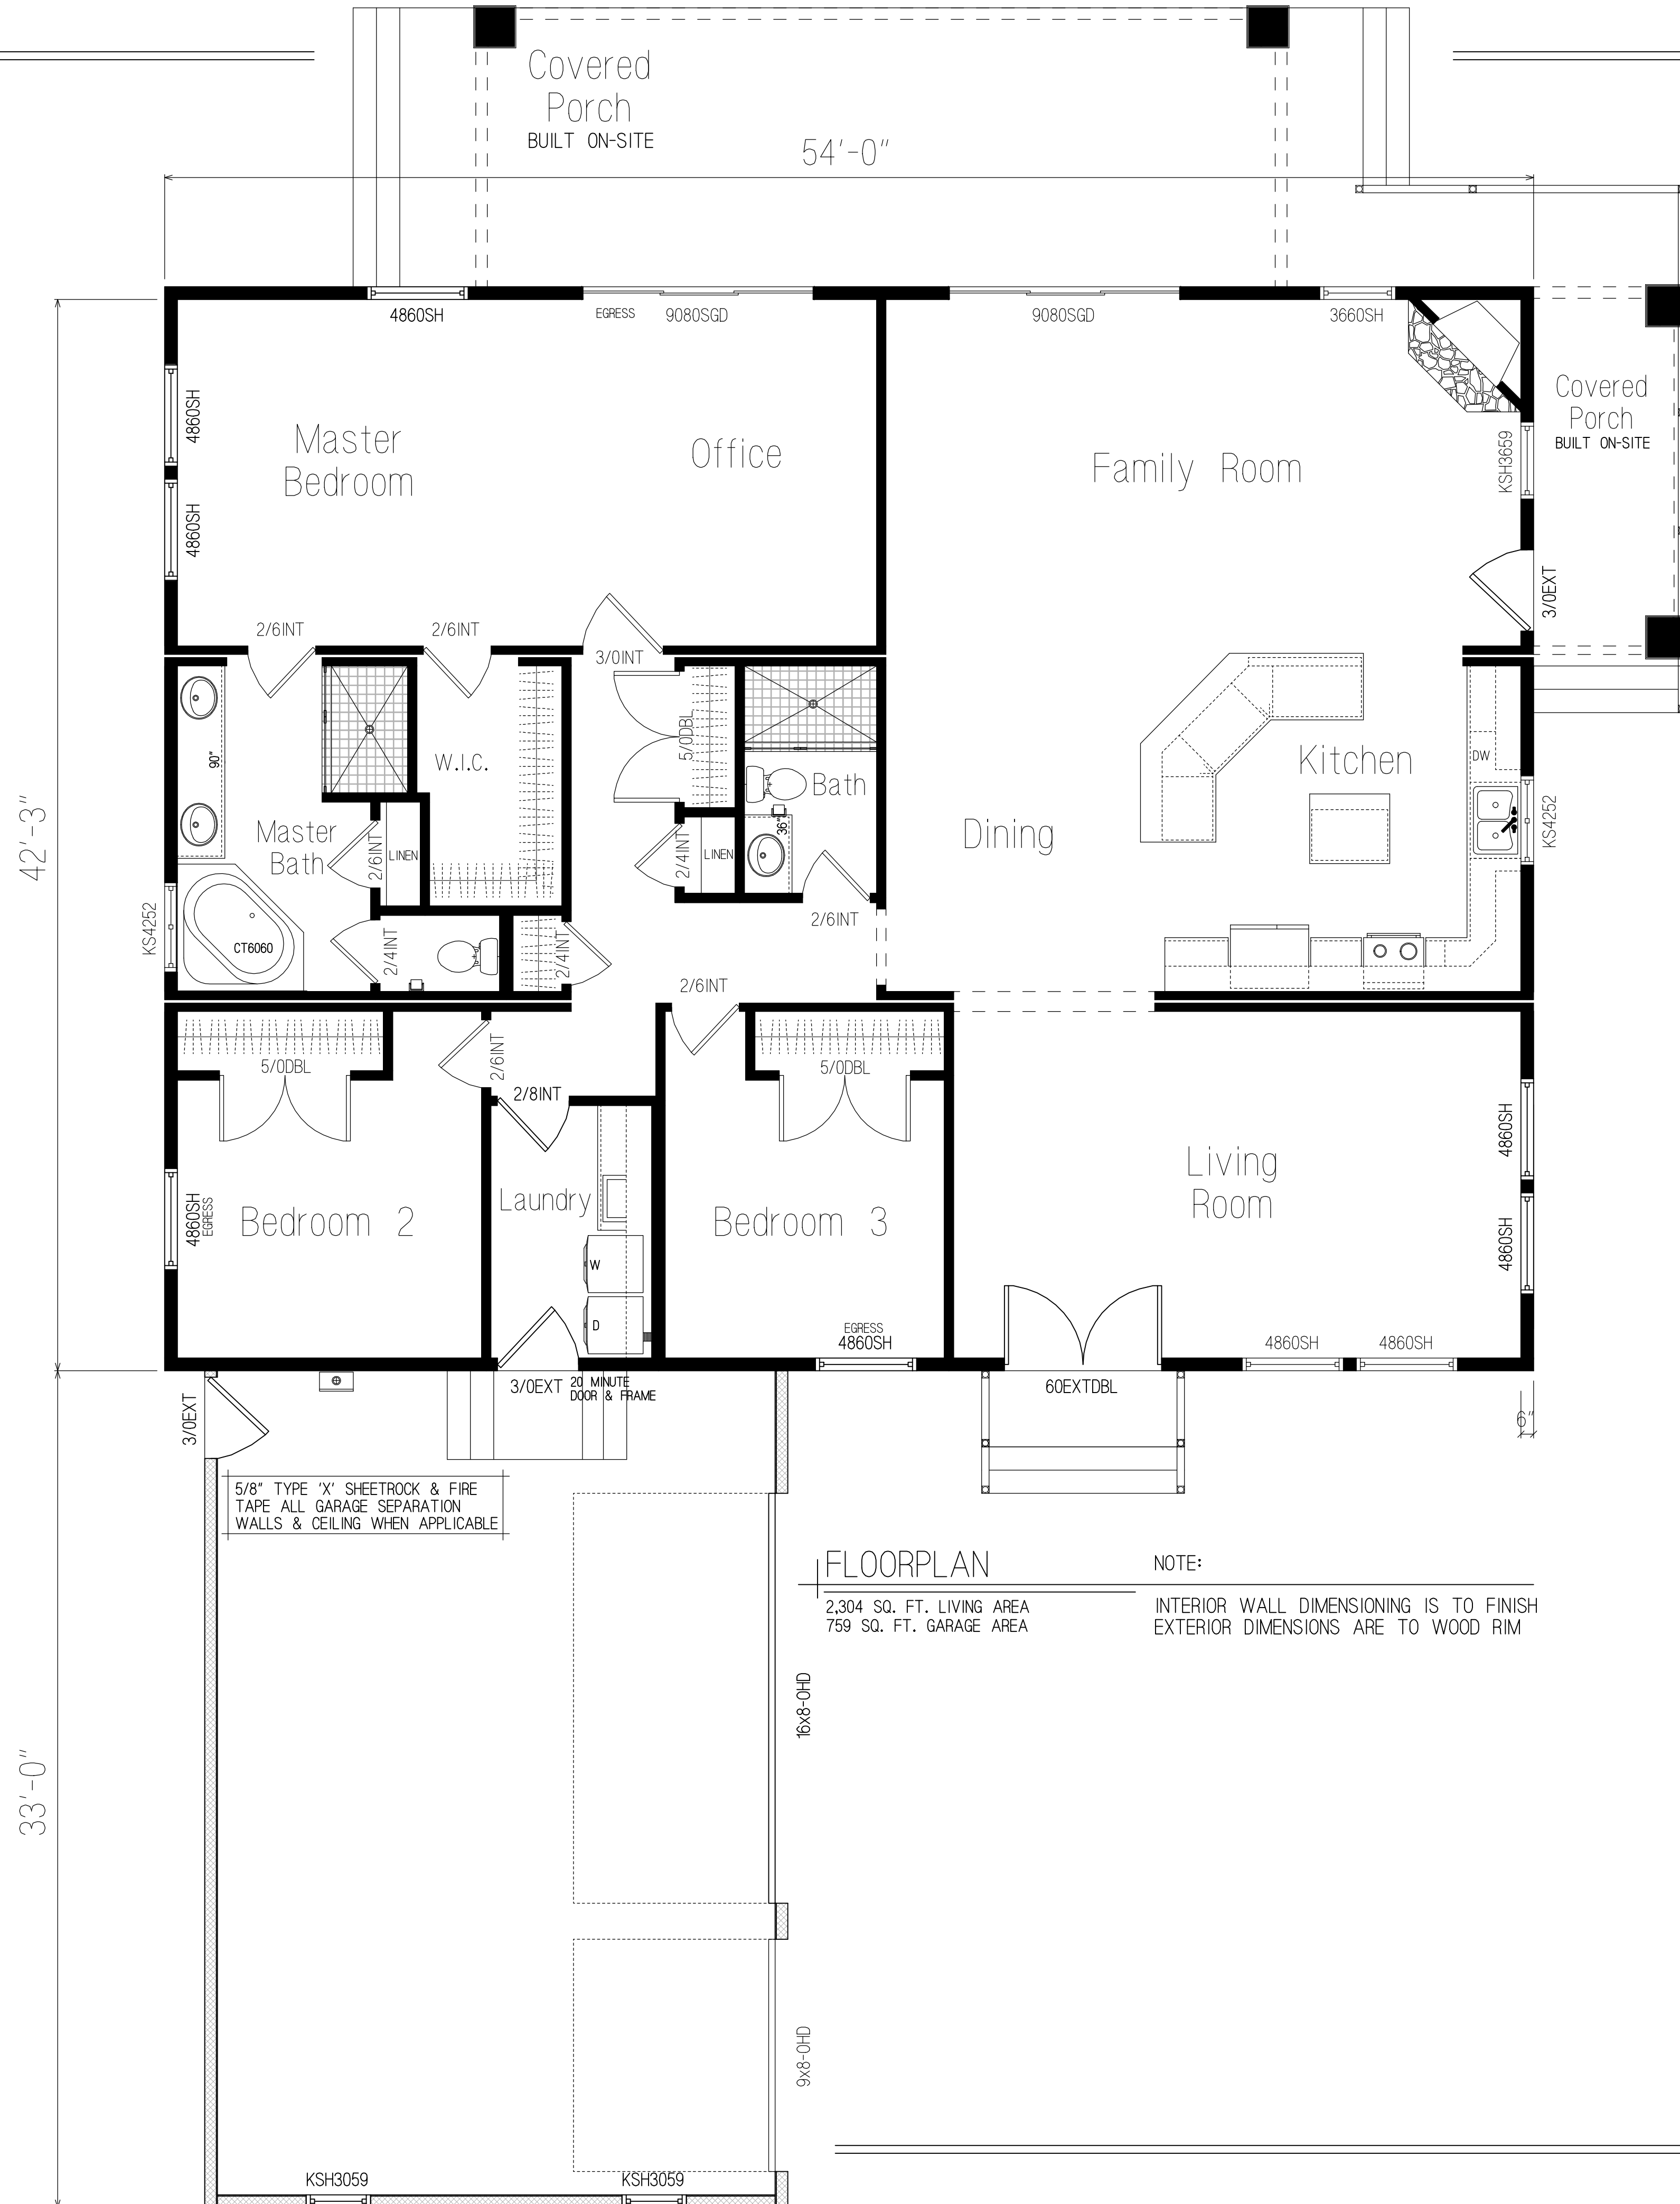 Covered
Porch
BUILT ON-SITE
54'-0"
4860SH
EGRESS
9080SGD
9080SGD
3660SH
4860SH
4860SH
Master
Bedroom
Office
Family Room
KSH3659
Covered
Porch
BUILT ON-SITE
3/0EXT
2/6INT
2/6INT
3/0INT
42'-3"
90"
W.I.C.
5/0DBL
Bath
36"
Kitchen
DW
KS4252
Master
Bath
2/6INT
LINEN
2/4INT
LINEN
Dining
KS4252
CT6060
2/4INT
2/4INT
2/6INT
2/6INT
5/0DBL
2/6INT
2/8INT
5/0DBL
4860SH
EGRESS
Bedroom 2
Laundry
W
D
Bedroom 3
Living
Room
4860SH
4860SH
EGRESS
4860SH
4860SH
4860SH
3/0EXT
3/0EXT
20 MINUTE
DOOR & FRAME
60EXTDBL
6"
5/8" TYPE 'X' SHEETROCK & FIRE
TAPE ALL GARAGE SEPARATION
WALLS & CEILING WHEN APPLICABLE
FLOORPLAN
2,304 SQ. FT. LIVING AREA
759 SQ. FT. GARAGE AREA
NOTE:
INTERIOR WALL DIMENSIONING IS TO FINISH
EXTERIOR DIMENSIONS ARE TO WOOD RIM
16x8-OHD
33'-0"
9x8-OHD
KSH3059
KSH3059